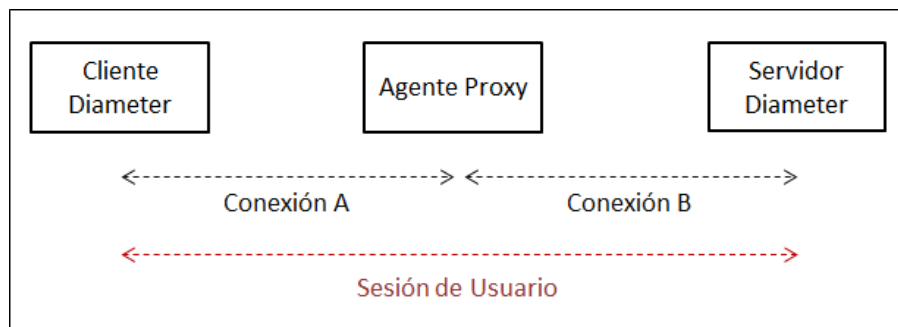 Cliente
Diameter
Agente Proxy
Servidor
Diameter
Conexión A
Conexión B
Sesión de Usuario